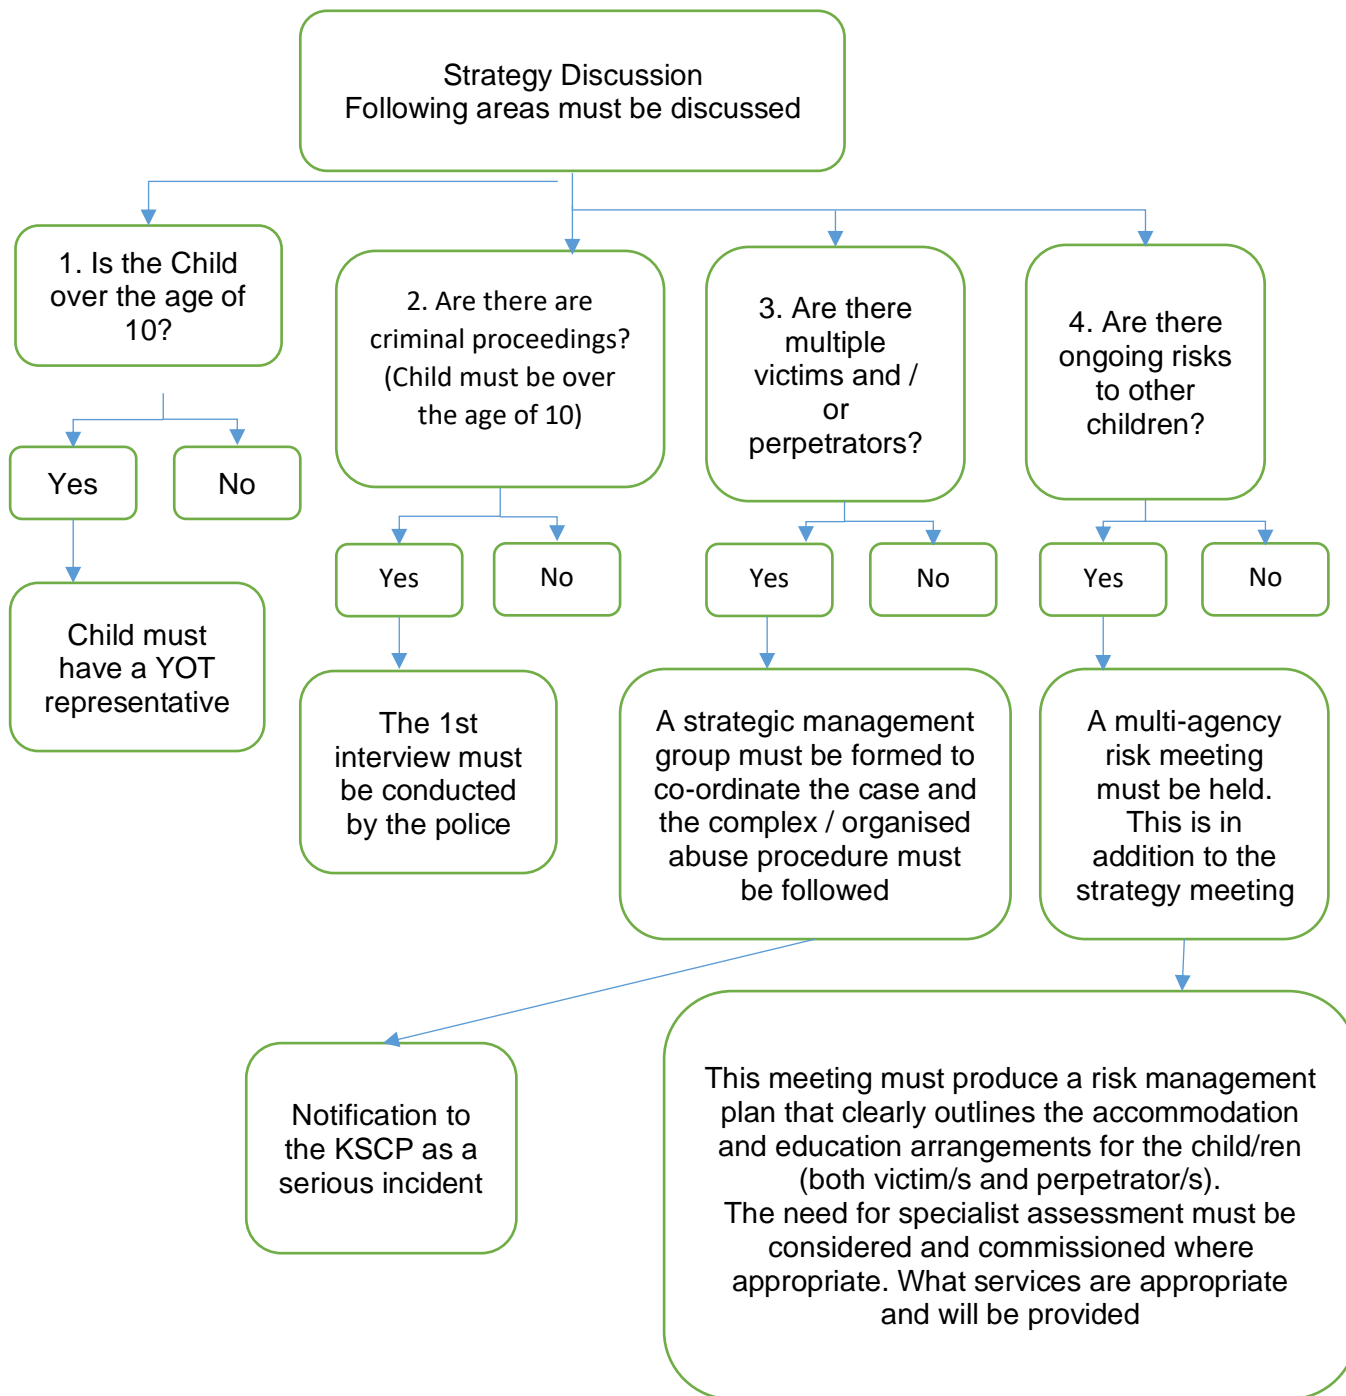 Strategy Discussion
Following areas must be discussed
1. Is the Child
over the age of
10?
Yes
No
Child must
have a YOT
representative
2. Are there are
criminal proceedings?
(Child must be over
the age of 10)
Yes
No
The 1st
interview must
be conducted
by the police
3. Are there
multiple
victims and /
or
perpetrators?
Yes
No
A strategic management
group must be formed to
co-ordinate the case and
the complex / organised
abuse procedure must
be followed
Notification to
the KSCP as a
serious incident
4. Are there
ongoing risks
to other
children?
Yes
No
A multi-agency
risk meeting
must be held.
This is in
addition to the
strategy meeting
This meeting must produce a risk management
plan that clearly outlines the accommodation
and education arrangements for the child/ren
(both victim/s and perpetrator/s).
The need for specialist assessment must be
considered and commissioned where
appropriate. What services are appropriate
and will be provided